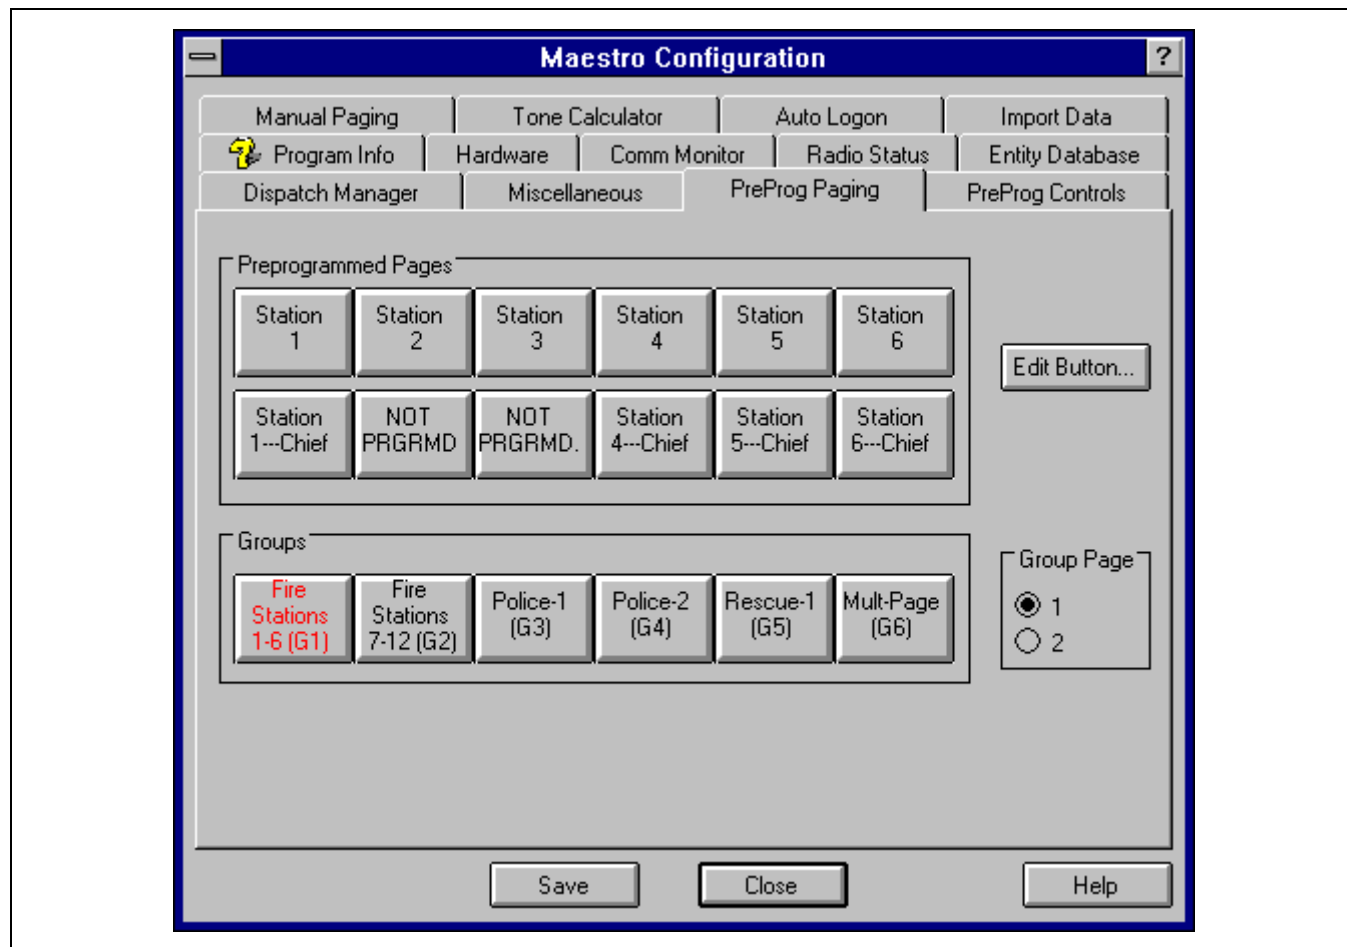 Maestro Configuration ?
Manual Paging Tone Calculator Auto Logon Import Data
Program Info Hardware Comm Monitor Radio Status Entity Database
Dispatch Manager Miscellaneous PreProg Paging PreProg Controls
Preprogrammed Pages
Station Station Station Station Station Station
1 2 3 4 5 6
Edit Button...
Station NOT NOT Station Station Station
1---Chief PRGRMD PRGRMD. 4---Chief 5---Chief 6---Chief
Groups
Group Page
Fire Fire
Stations Stations Police-1 Police-2 Rescue-1 Mult-Page
1-6 (G1) 7-12 (G2) (G3) (G4) (G5) (G6)
1
2
Save Close Help